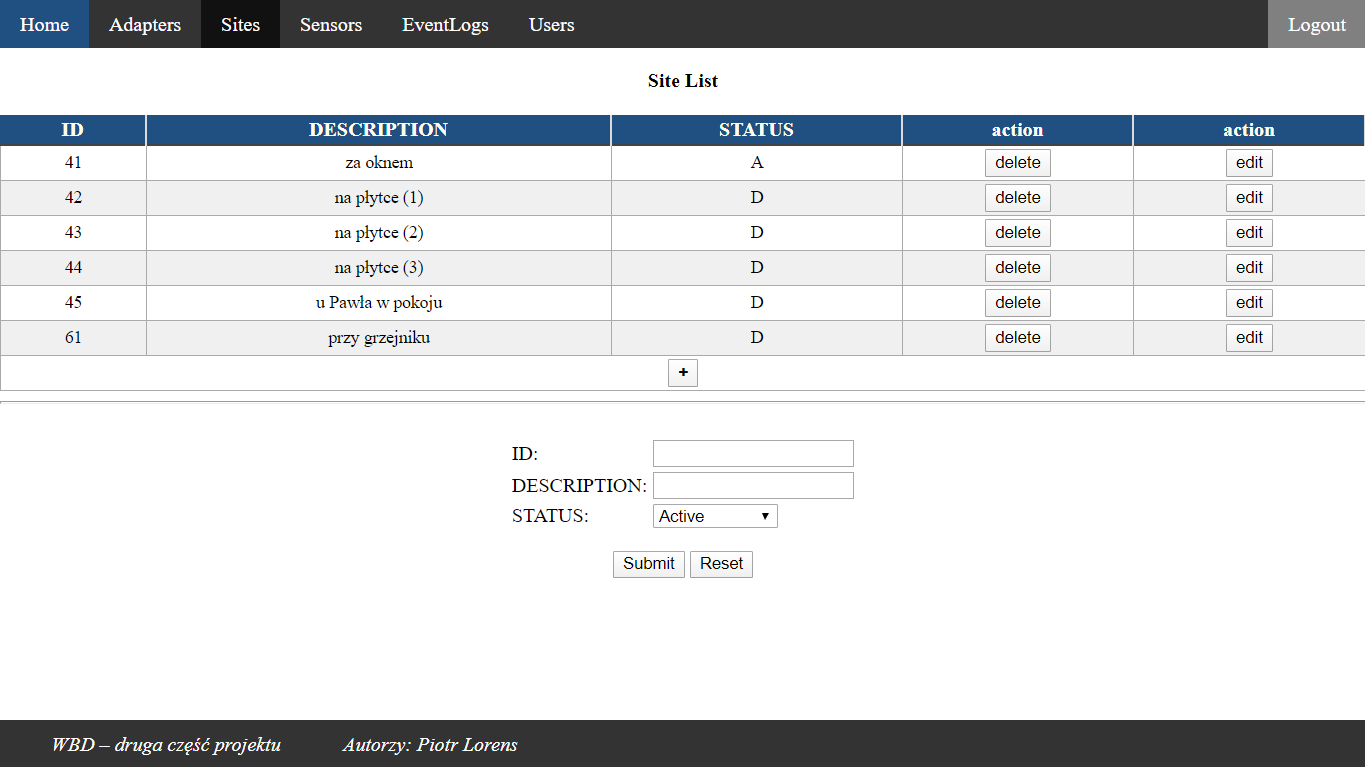 Home Adapters Sites Sensors EventLogs Users Logout
Site List
ID DESCRIPTION STATUS action action
41 za oknem A delete edit
42 na płytce (1) D delete edit
43 na płytce (2) D delete edit
44 na płytce (3) D delete edit
45 u Pawła w pokoju D delete edit
61 przy grzejniku D delete edit
+
ID:
DESCRIPTION:
STATUS: Active
Submit Reset
WBD – druga część projektu Autorzy: Piotr Lorens